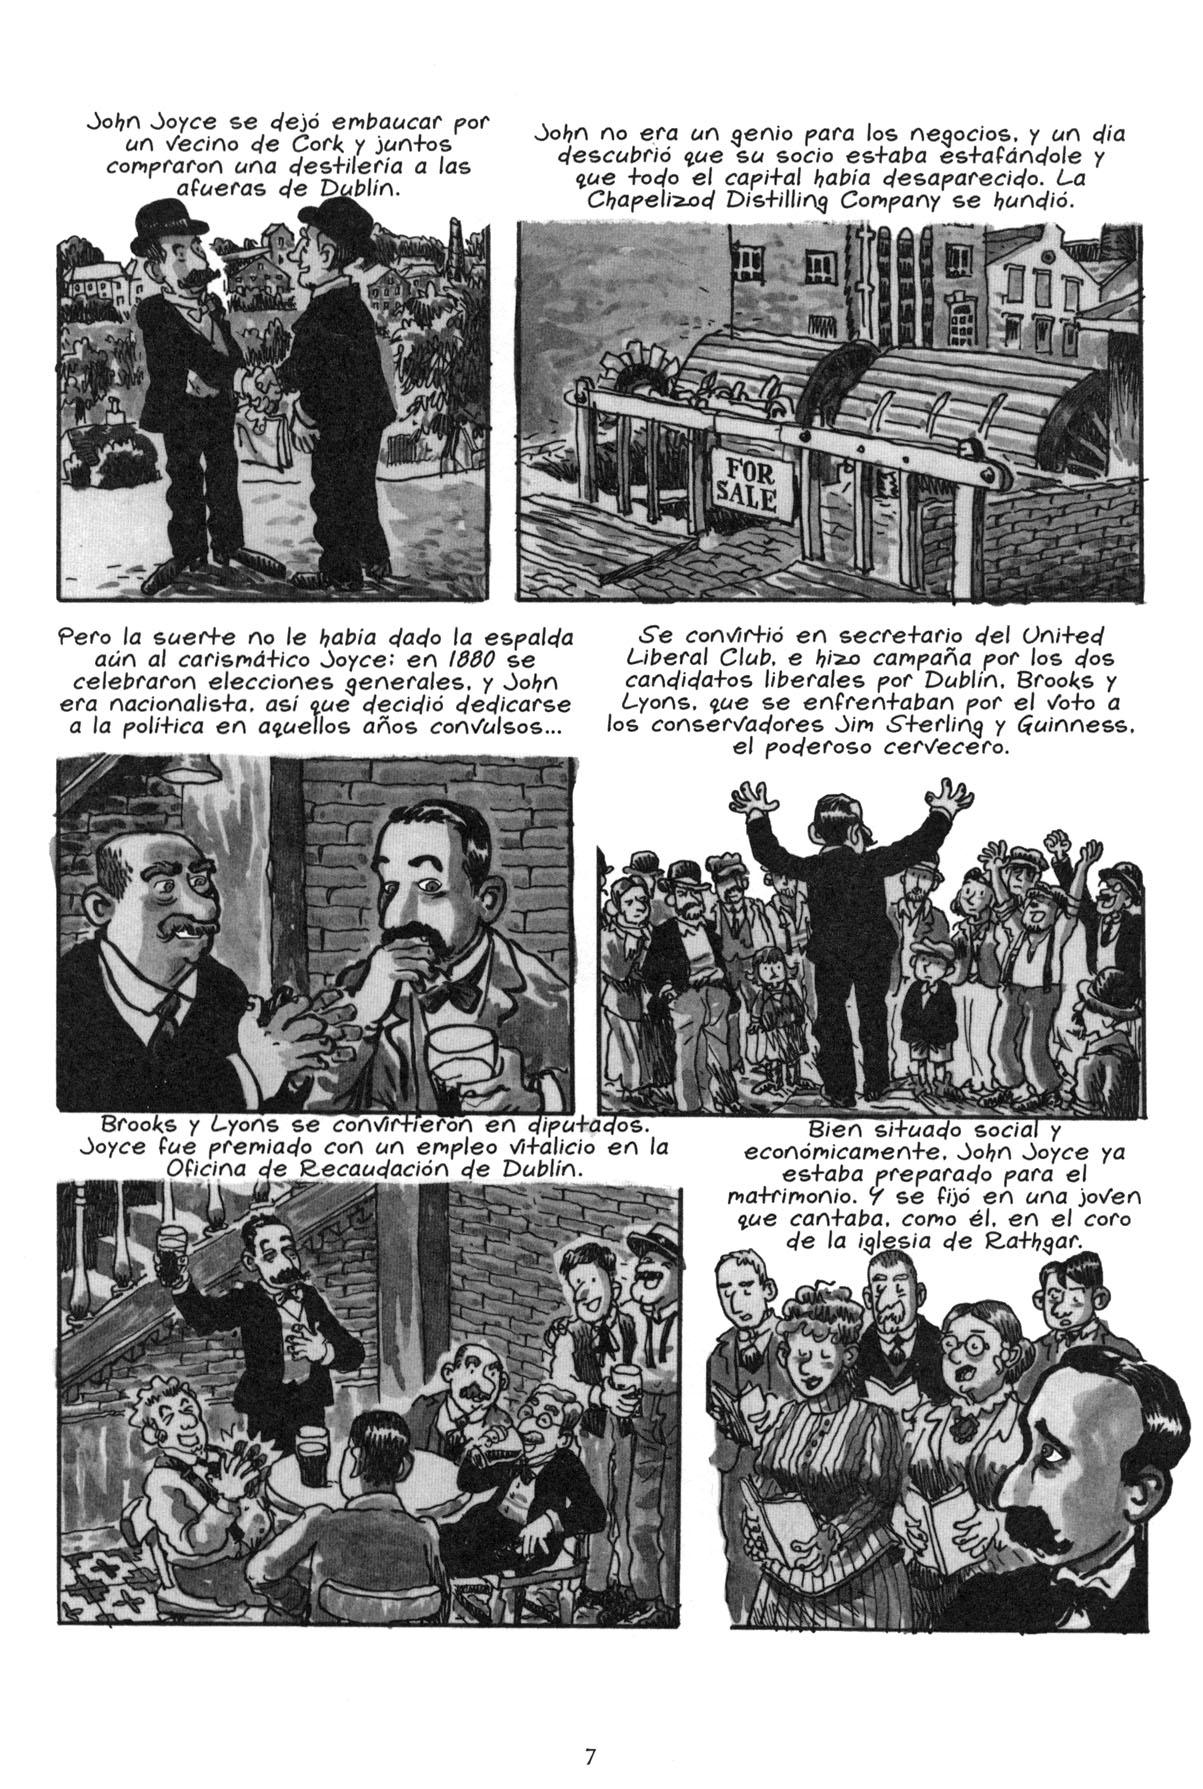 John Joyce se dejó embaucar por
un vecino de Cork y juntos
compraron una destilería a las
afueras de Dublín.
John no era un genio para los negocios, y un día
descubrió que su socio estaba estafándole y
que todo el capital había desaparecido. La
Chapelizod Distilling Company se hundió.
FOR
SALE
Pero la suerte no le había dado la espalda
aún al carismático Joyce: en 1880 se
celebraron elecciones generales, y John
era nacionalista, así que decidió dedicarse
a la política en aquellos años convulsos...
Se convirtió en secretario del United
Liberal Club, e hizo campaña por los dos
candidatos liberales por Dublín, Brooks y
Lyons, que se enfrentaban por el voto a
los conservadores Jim Sterling y Guinness,
el poderoso cervecero.
Brooks y Lyons se convirtieron en diputados.
Joyce fue premiado con un empleo vitalicio en la
Oficina de Recaudación de Dublín.
Bien situado social y
económicamente, John Joyce ya
estaba preparado para el
matrimonio. Y se fijó en una joven
que cantaba, como él, en el coro
de la iglesia de Rathgar.
7